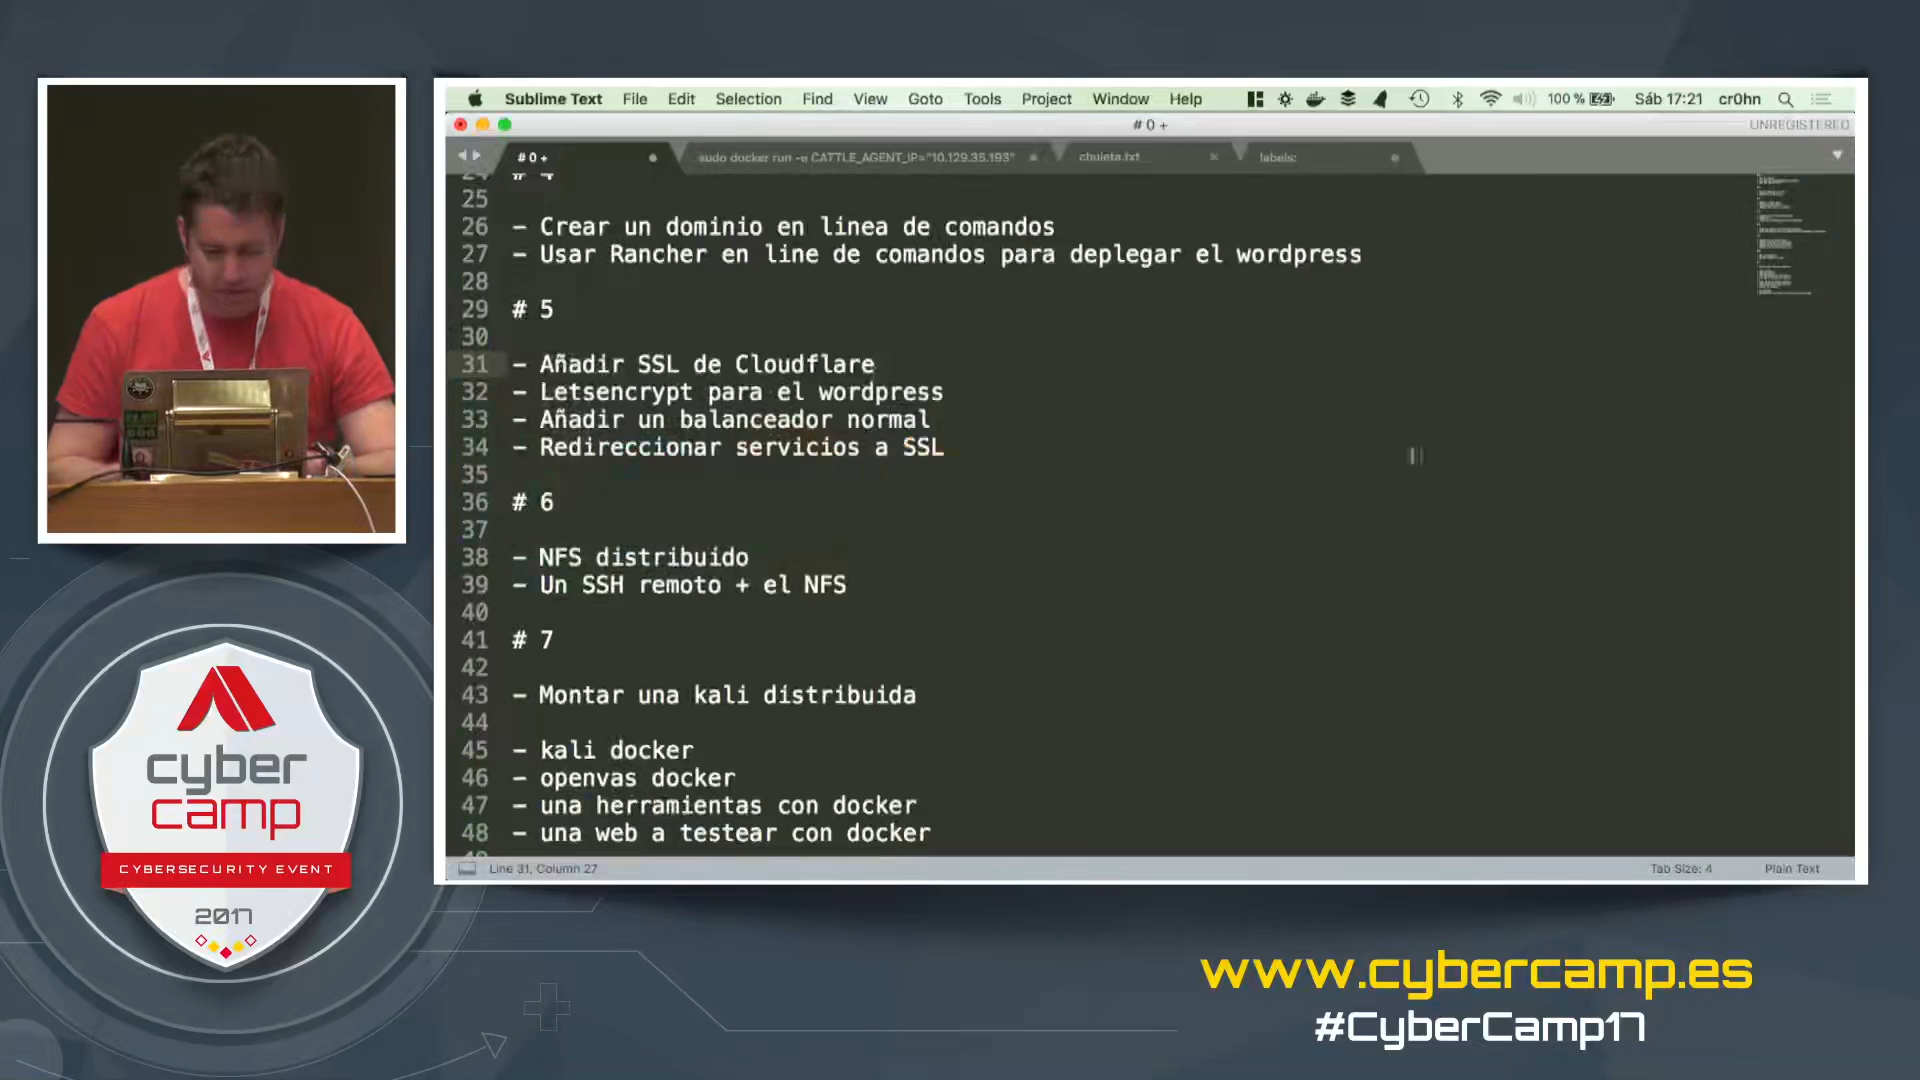 Sublime Text File Edit Selection Find View Goto Tools Project Window Help 100 % Sáb 17:21 cr0hn
# 0 +
UNREGISTERED
# 0 + sudo docker run -e CATTLE_AGENT_IP="10.129.35.193" chuleta.txt labels:
24 # 4
25
26 - Crear un dominio en linea de comandos
27 - Usar Rancher en line de comandos para deplegar el wordpress
28
29 # 5
30
31 - Añadir SSL de Cloudflare
32 - Letsencrypt para el wordpress
33 - Añadir un balanceador normal
34 - Redireccionar servicios a SSL
35
36 # 6
37
38 - NFS distribuido
39 - Un SSH remoto + el NFS
40
41 # 7
42
43 - Montar una kali distribuida
44
45 - kali docker
46 - openvas docker
47 - una herramientas con docker
48 - una web a testear con docker
Line 31, Column 27 Tab Size: 4 Plain Text
cyber
camp
CYBERSECURITY EVENT
2017
www.cybercamp.es
#CyberCamp17